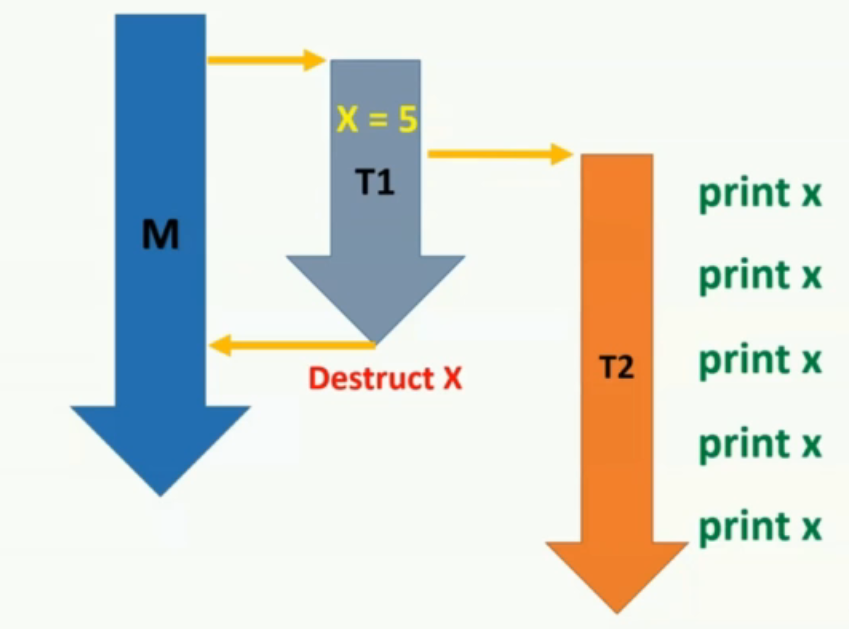 X = 5
T1
M
Destruct X
T2
print x
print x
print x
print x
print x